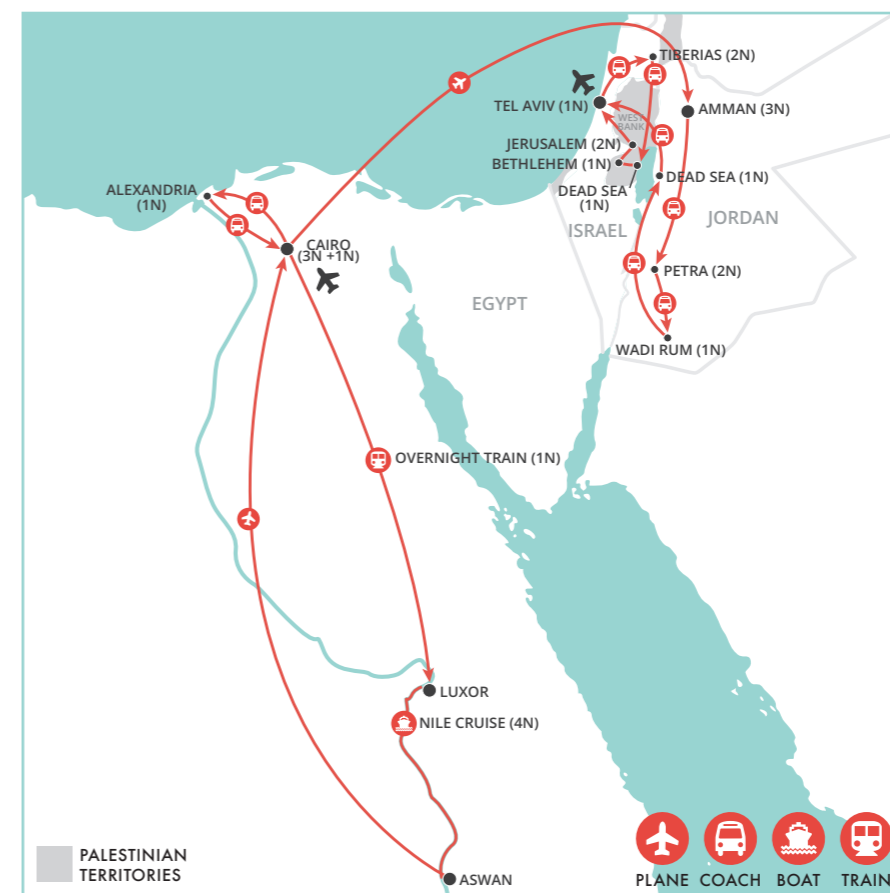 TIBERIAS (2N)
TEL AVIV (1N)
AMMAN (3N)
WEST
BANK
JERUSALEM (2N)
BETHLEHEM (1N)
DEAD SEA
(1N)
DEAD SEA (1N)
ALEXANDRIA
(1N)
ISRAEL
JORDAN
CAIRO
(3N +1N)
PETRA (2N)
EGYPT
WADI RUM (1N)
OVERNIGHT TRAIN (1N)
LUXOR
NILE CRUISE (4N)
ASWAN
PALESTINIAN
TERRITORIES
PLANE
COACH
BOAT
TRAIN